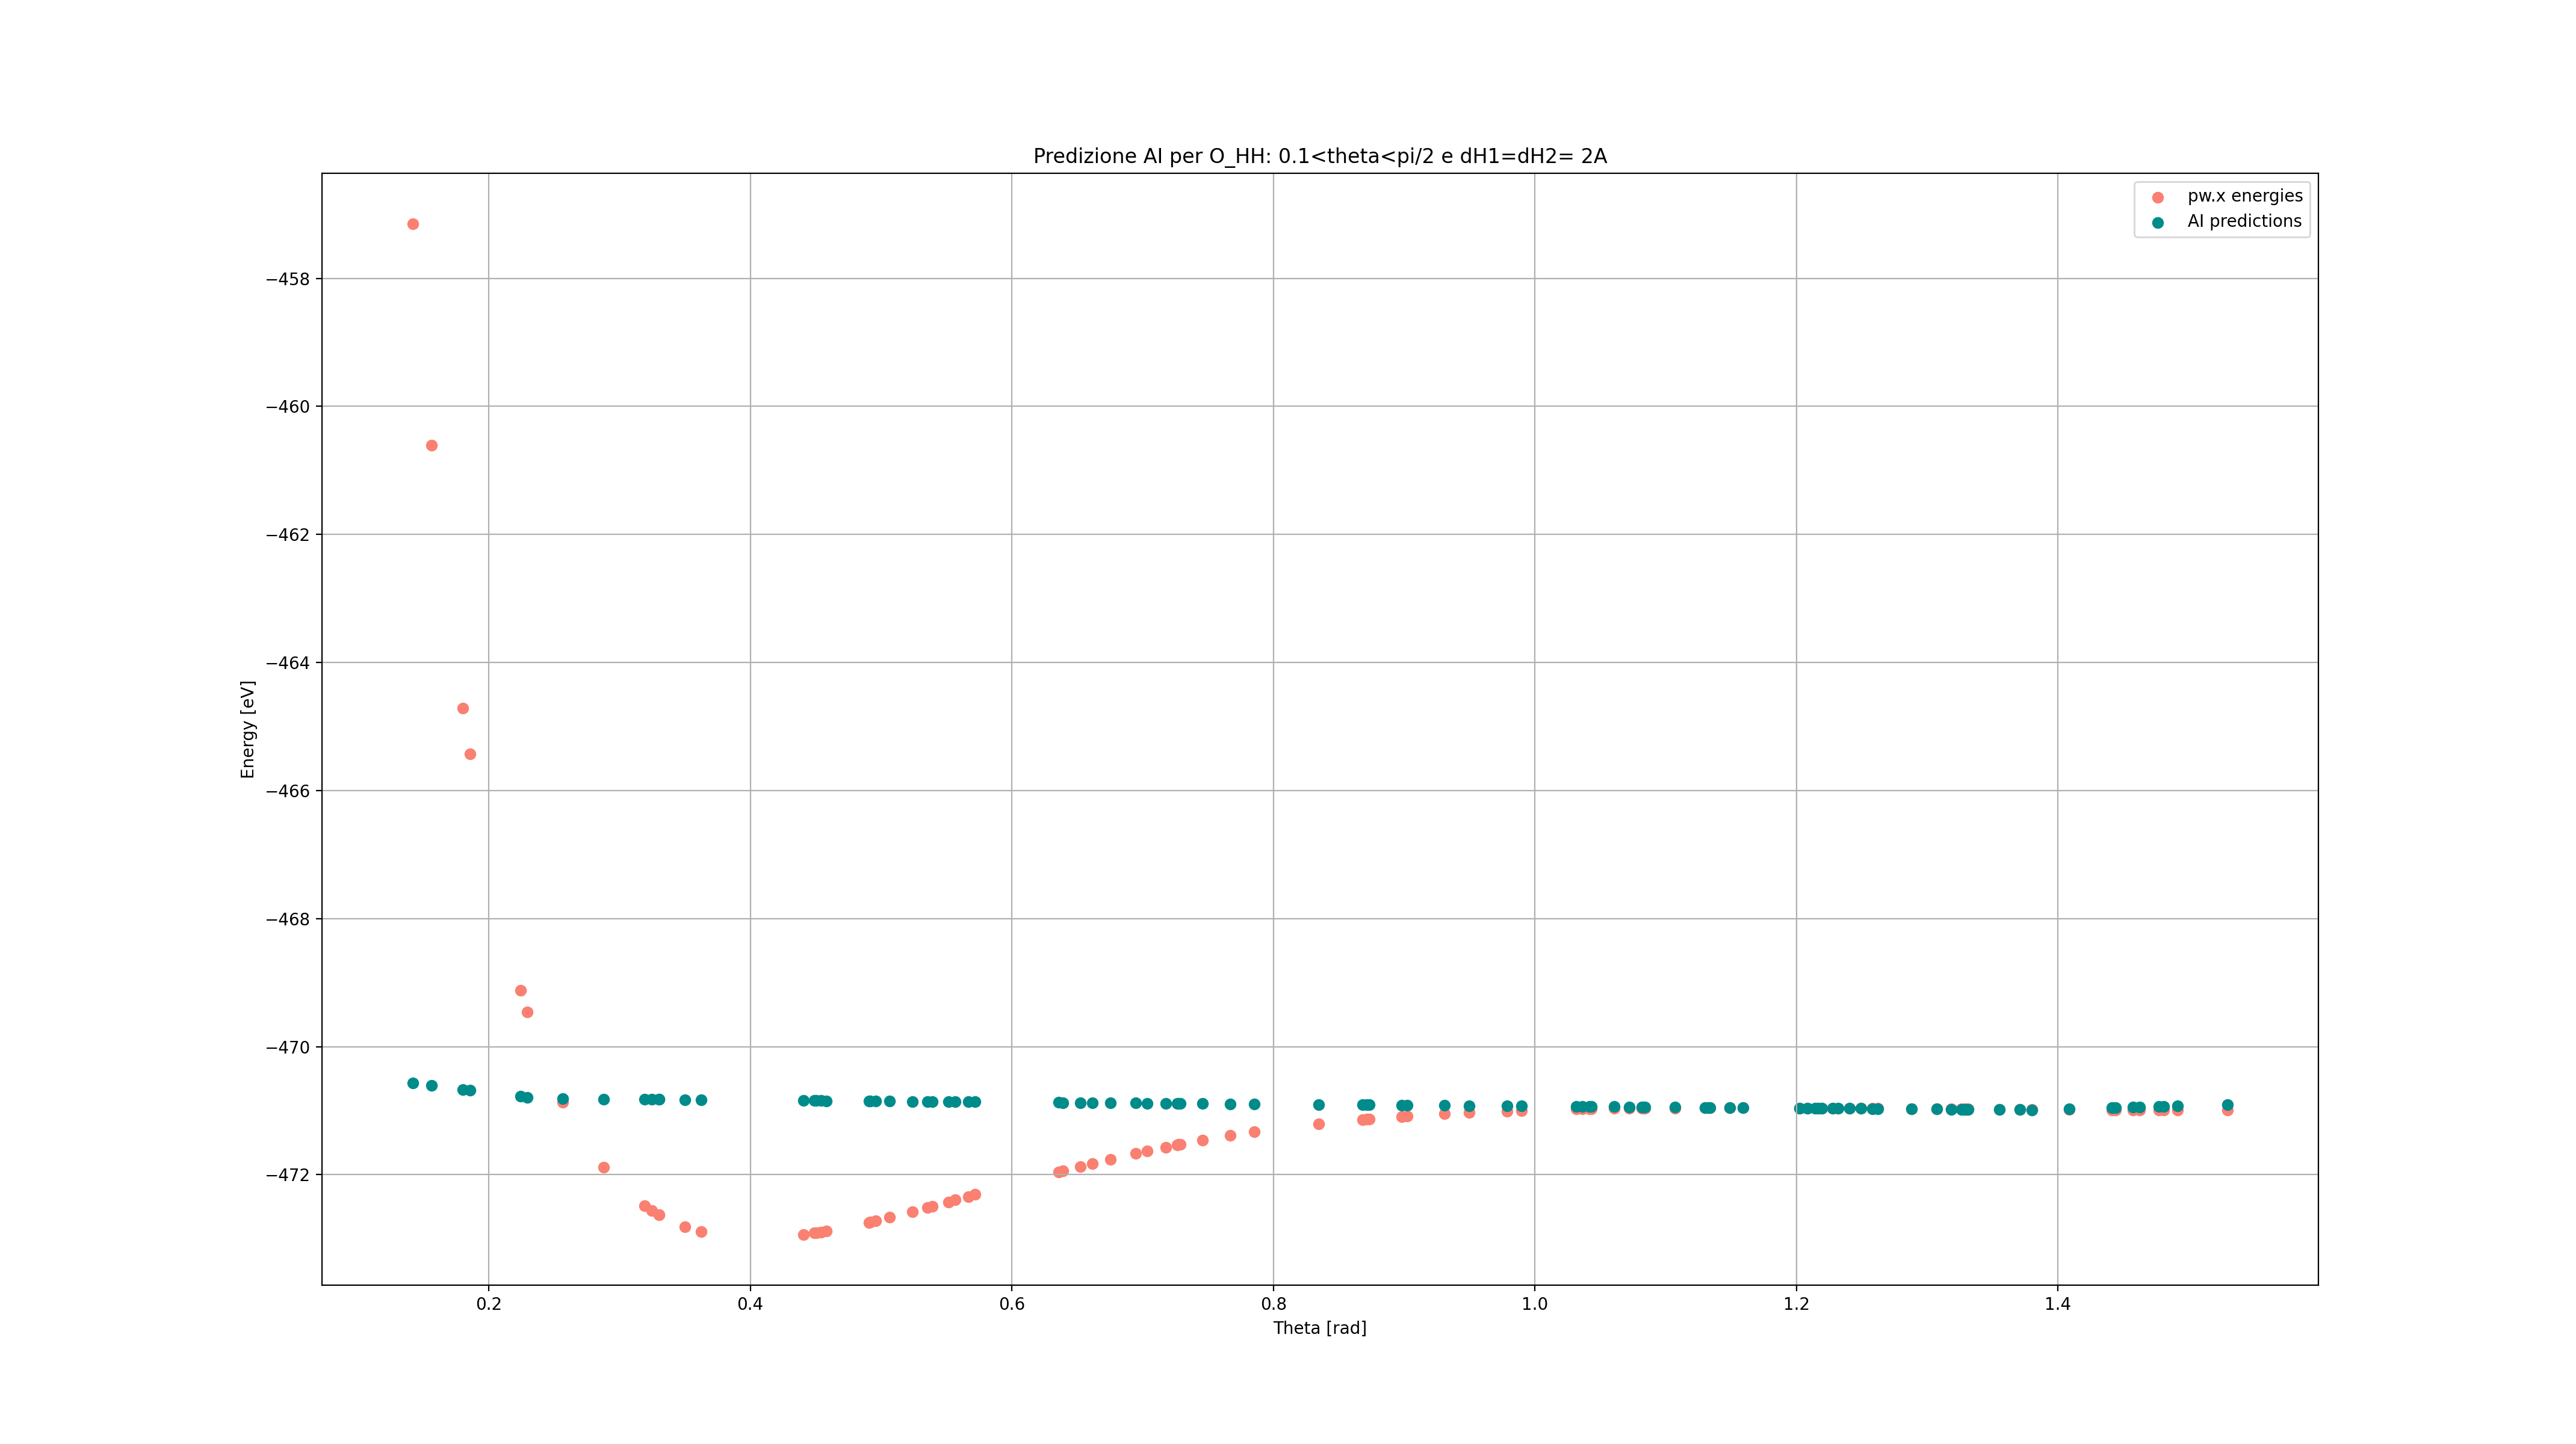 Predizione AI per O_HH: 0.1<theta<pi/2 e dH1=dH2= 2A
pw.x energies
AI predictions
−458
−460
−462
−464
−466
−468
−470
−472
Energy [eV]
0.2 0.4 0.6 0.8 1.0 1.2 1.4
Theta [rad]